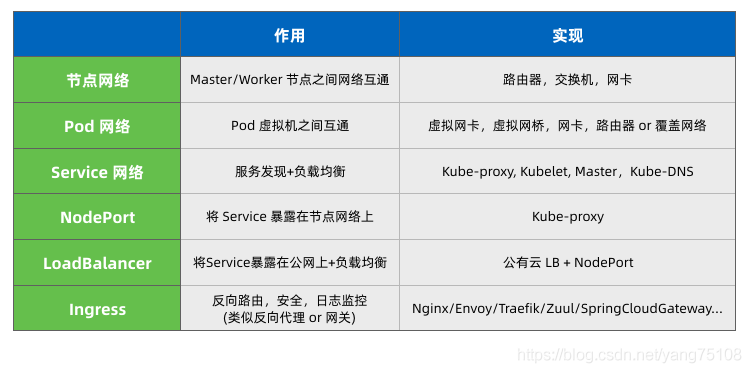 作用 实现
节点网络 Master/Worker 节点之间网络互通 路由器，交换机，网卡
Pod 网络 Pod 虚拟机之间互通 虚拟网卡，虚拟网桥，网卡，路由器 or 覆盖网络
Service 网络 服务发现+负载均衡 Kube-proxy, Kubelet, Master，Kube-DNS
NodePort 将 Service 暴露在节点网络上 Kube-proxy
LoadBalancer 将Service暴露在公网上+负载均衡 公有云 LB + NodePort
Ingress 反向路由，安全，日志监控 Nginx/Envoy/Traefik/Zuul/SpringCloudGateway...
(类似反向代理 or 网关)
https://blog.csdn.net/yang75108